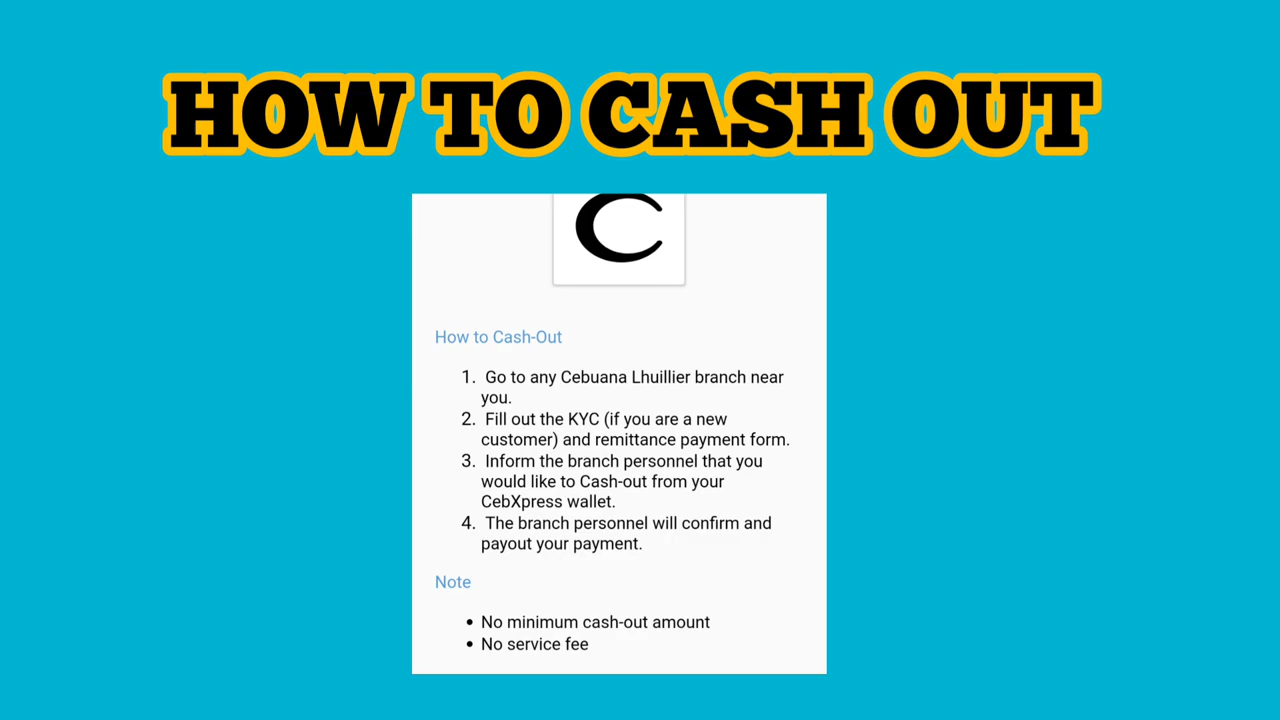 HOW TO CASH OUT
C
How to Cash-Out
1. Go to any Cebuana Lhuillier branch near
you.
2. Fill out the KYC (if you are a new
customer) and remittance payment form.
3. Inform the branch personnel that you
would like to Cash-out from your
CebXpress wallet.
4. The branch personnel will confirm and
payout your payment.
Note
• No minimum cash-out amount
• No service fee